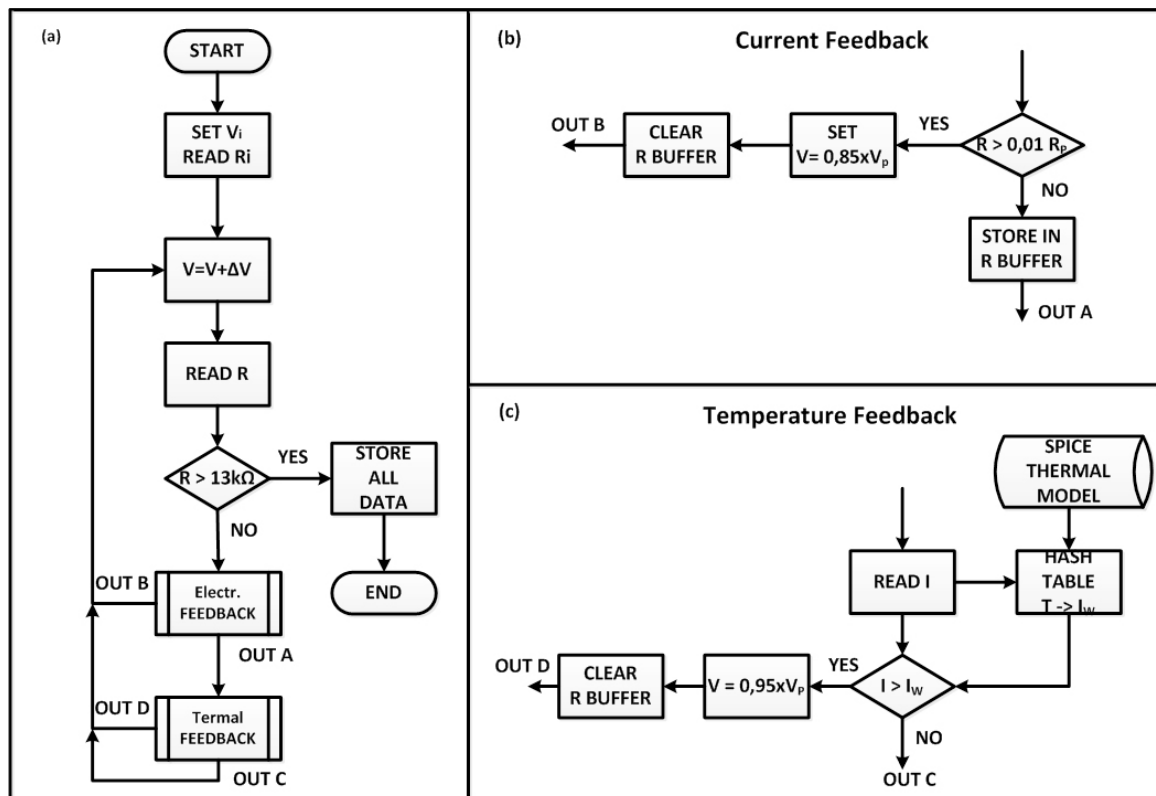 (a)
START
SET Vi
READ Ri
V=V+ΔV
READ R
R > 13kΩ
YES
STORE
ALL
DATA
END
NO
OUT B
Electr.
FEEDBACK
OUT A
OUT D
Termal
FEEDBACK
OUT C
(b)
Current Feedback
R > 0,01 Rp
YES
SET
V= 0,85xVp
CLEAR
R BUFFER
OUT B
NO
STORE IN
R BUFFER
OUT A
(c)
Temperature Feedback
SPICE
THERMAL
MODEL
READ I
HASH
TABLE
T -> Iw
I > Iw
YES
V = 0,95xVP
CLEAR
R BUFFER
OUT D
NO
OUT C